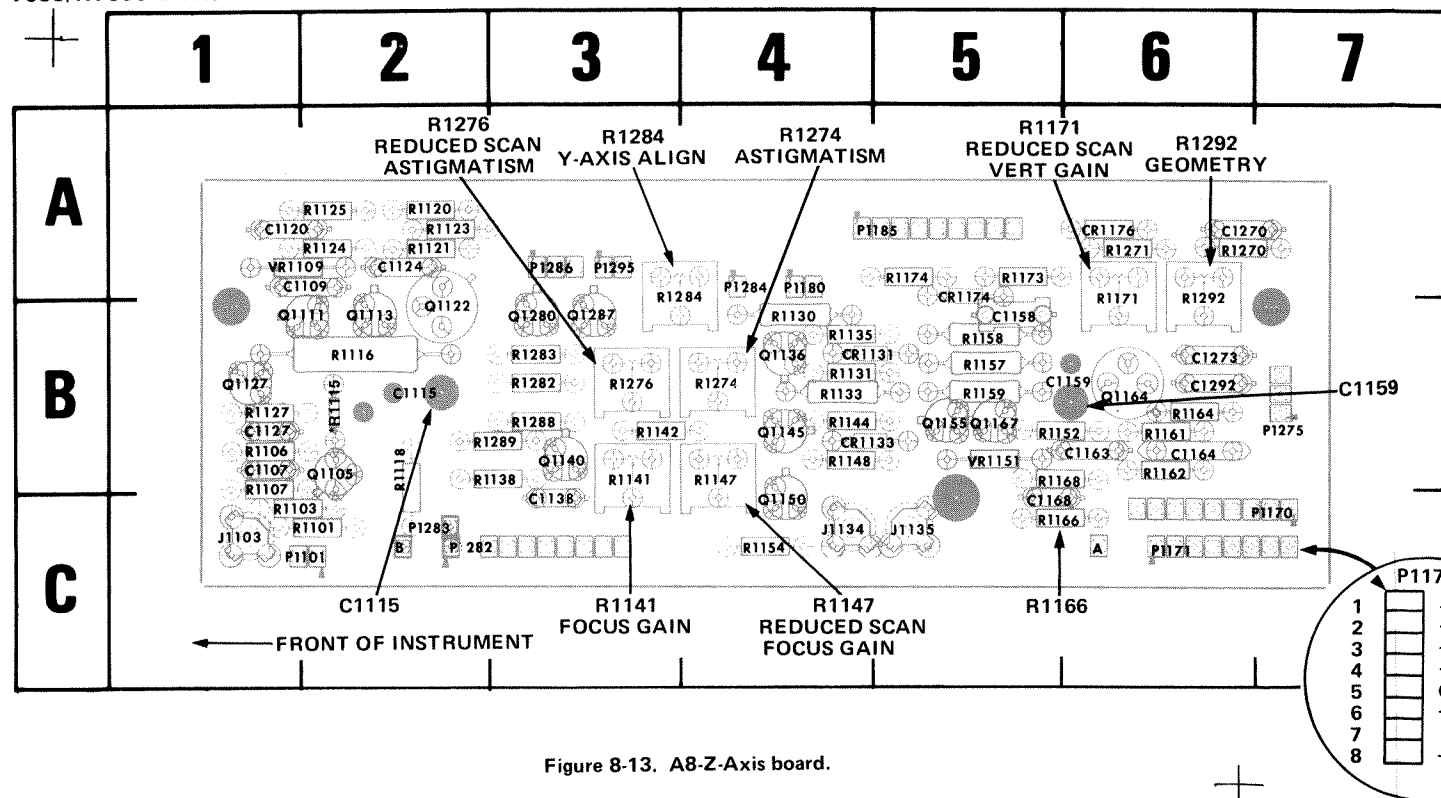 1 2 3 4 5 6 7
A
B
C
R1276
REDUCED SCAN
ASTIGMATISM
R1284
Y-AXIS ALIGN
R1274
ASTIGMATISM
R1171
REDUCED SCAN
VERT GAIN
R1292
GEOMETRY
R1125 R1120
C1120 R1123 P1185 CR1176 C1270
R1124 R1121 R1271 R1270
VR1109 C1124 P1286 P1295 R1174 R1173
C1109 P1284 P1180
Q1122 R1284 CR1174 R1171 R1292
Q1111 Q1113 Q1280 Q1287 R1130 C1158
R1135 R1158
R1116 R1283 Q1136 CR1131 C1273
R1157
R1131
Q1127 R1115 C1115 R1282 R1276 R1274 R1133 R1159 C1159 Q1164 C1292
C1159
R1127 R1288 R1144 R1164
C1127 R1142 Q1145 Q1155 Q1167 R1152 R1161 P1275
R1289 CR1133
R1106 C1163 C1164
C1107 Q1105 R1118 Q1140 R1148 VR1151
R1162
R1107 R1138 R1141 R1147 R1168
C1138 Q1150 C1168
R1103 R1166 P1170
J1103 R1101 P1283 J1134 J1135
P1101 B P1282 R1154 A P1171
C1115
R1141
FOCUS GAIN
R1147
REDUCED SCAN
FOCUS GAIN
R1166
FRONT OF INSTRUMENT
P117
1
2
3
4
5
6
7
8
Figure 8-13. A8-Z-Axis board.